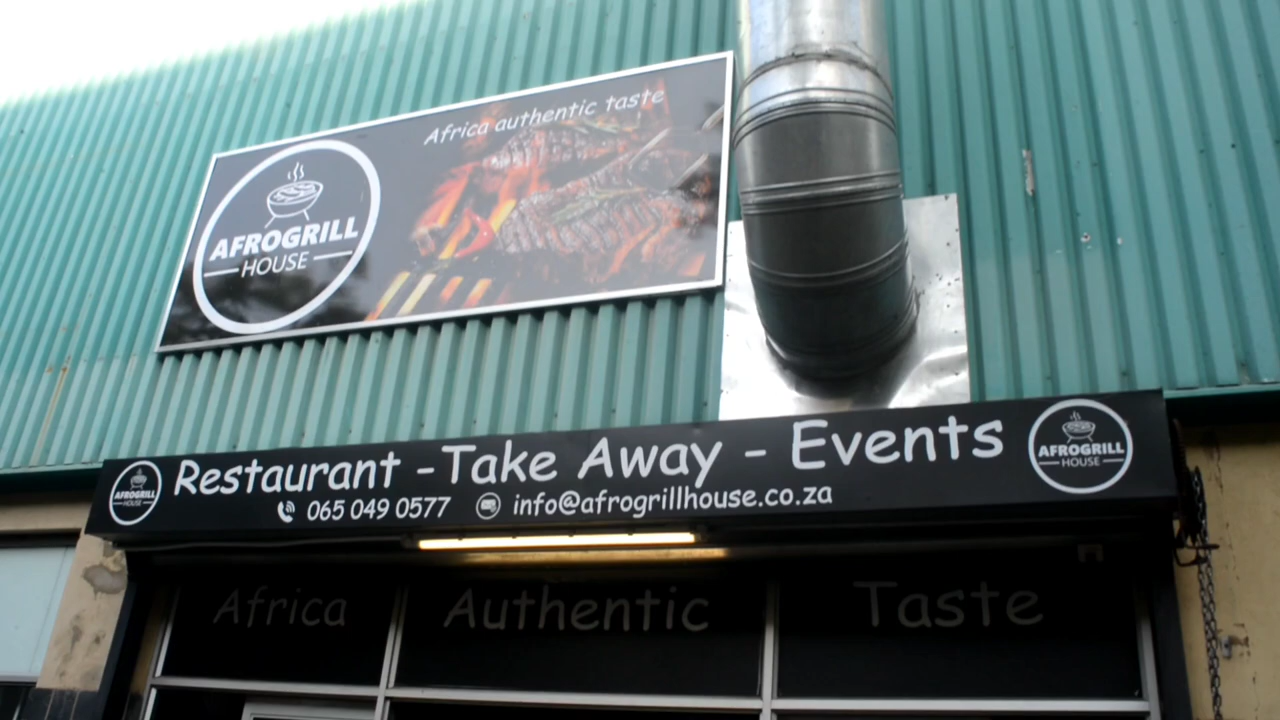 Africa authentic taste
AFROGRILL
HOUSE
AFROGRILL
HOUSE
Restaurant - Take Away - Events
AFROGRILL
HOUSE
065 049 0577 info@afrogrillhouse.co.za
Africa Authentic Taste